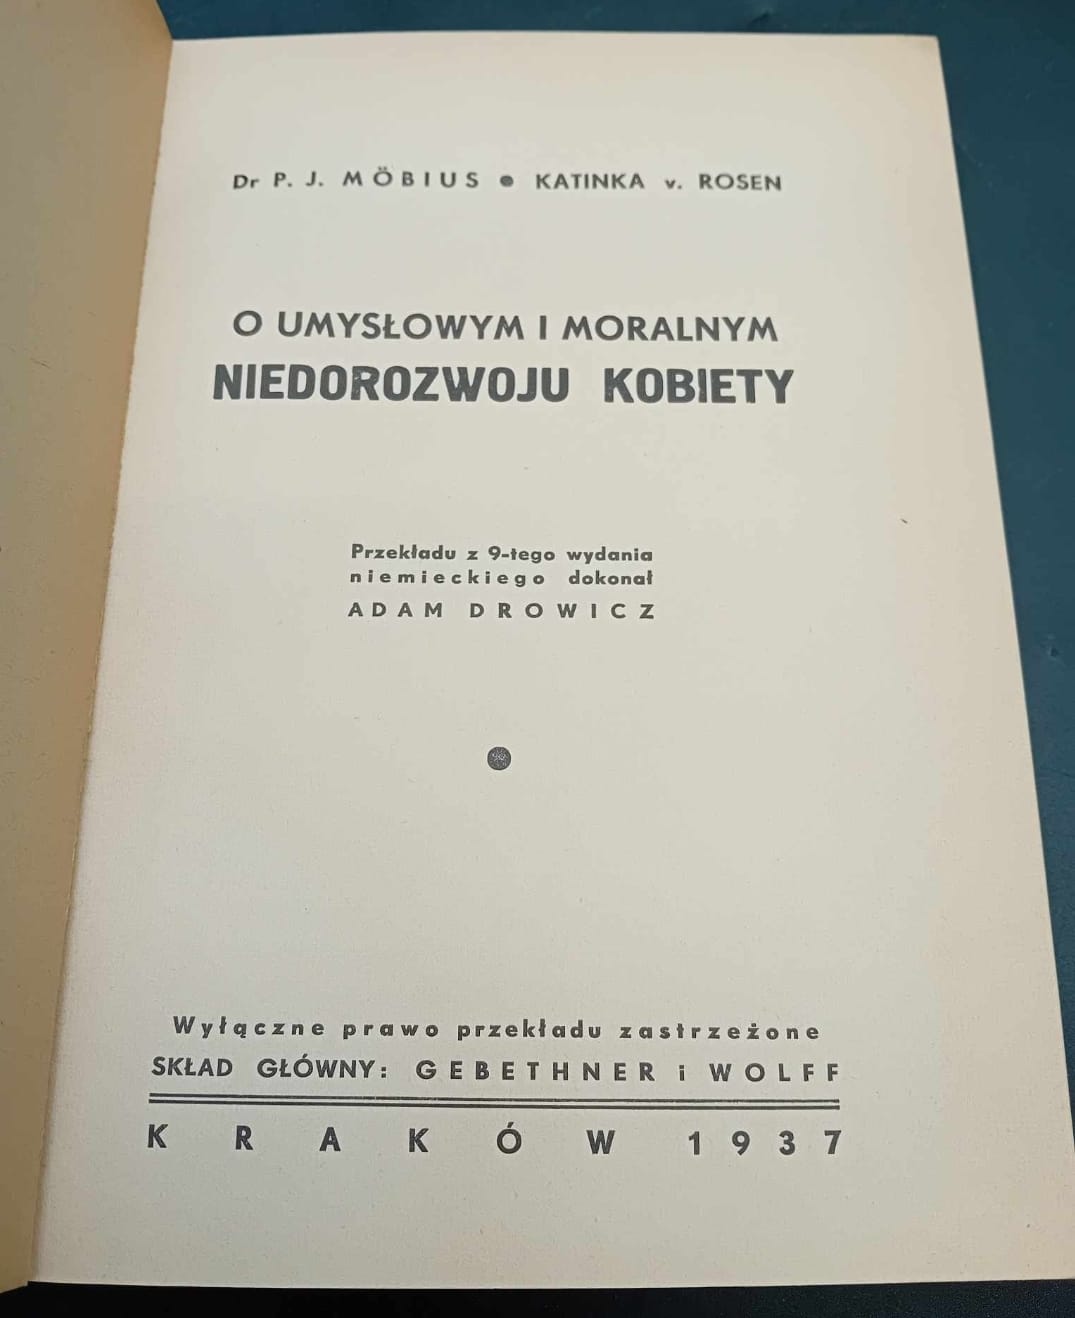 Dr P. J. MÖBIUS • KATINKA v. ROSEN
O UMYSŁOWYM I MORALNYM
NIEDOROZWOJU KOBIETY
Przekładu z 9-tego wydania
niemieckiego dokonał
ADAM DROWICZ
Wyłączne prawo przekładu zastrzeżone
SKŁAD GŁÓWNY: GEBETHNER i WOLFF
KRAKÓW 1937